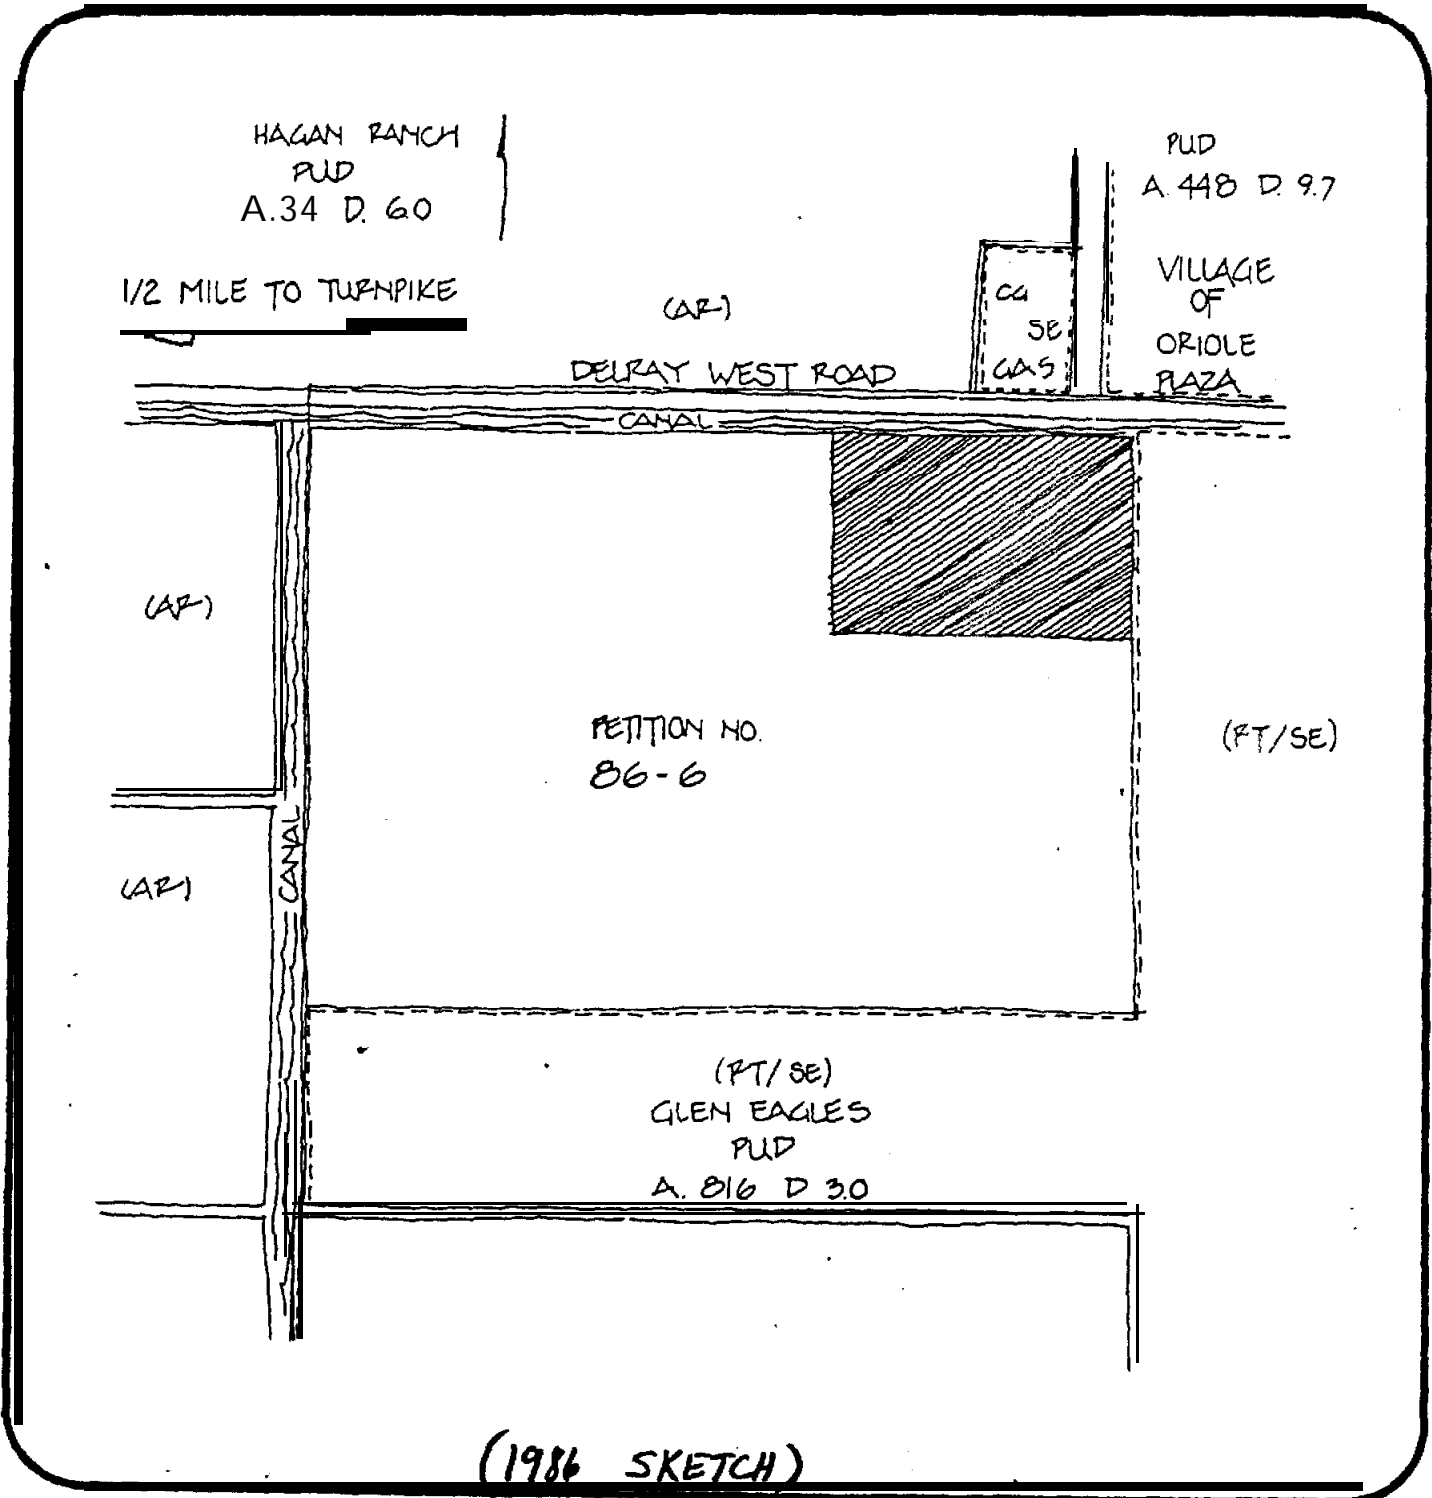 HAGAN RANCH
PUD
A.34 D. 6.0
1/2 MILE TO TURNPIKE
PUD
A. 448 D. 9.7
VILLAGE
OF
ORIOLE
PLAZA
CG
SE
GAS
(AR)
DELRAY WEST ROAD
CANAL
(AR)
PETITION NO.
86-6
(RT/SE)
CANAL
(AR)
(RT/SE)
GLEN EAGLES
PUD
A. 816 D 3.0
(1986 SKETCH)